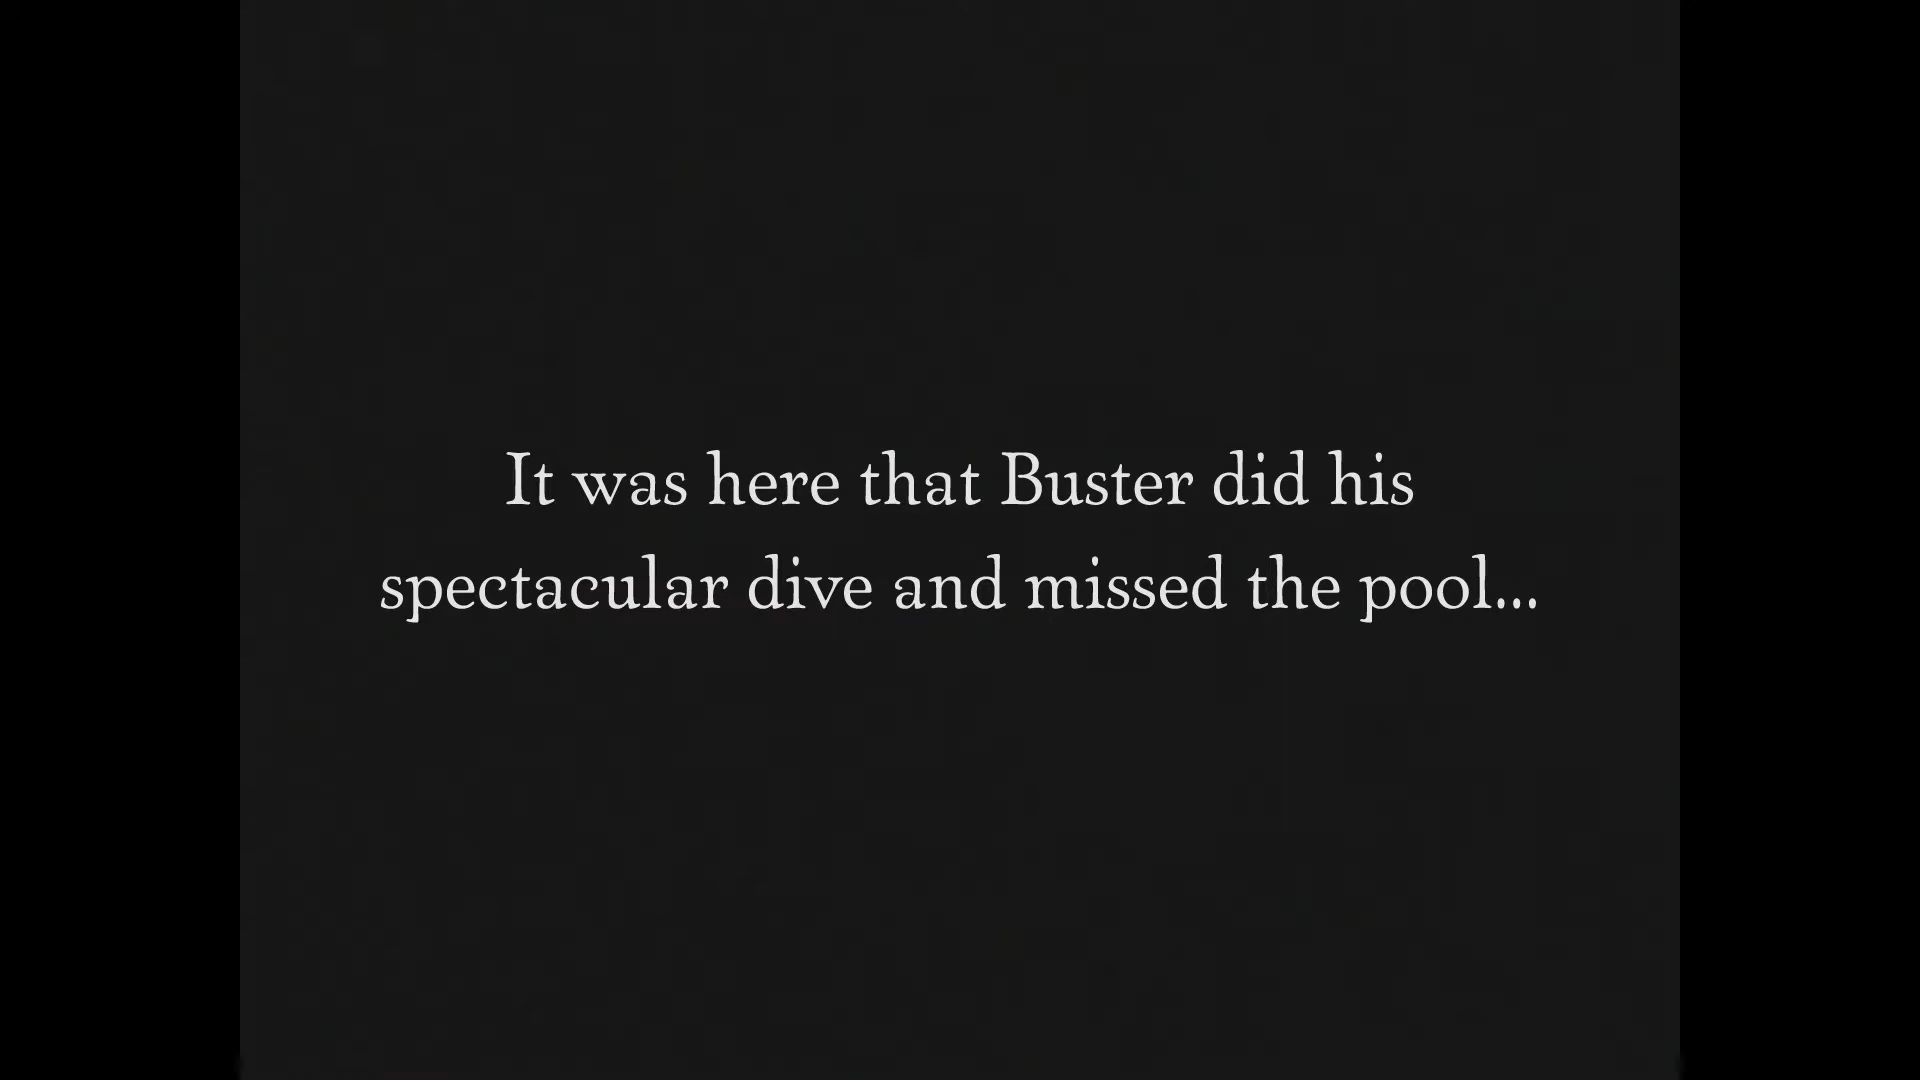 It was here that Buster did his
spectacular dive and missed the pool...